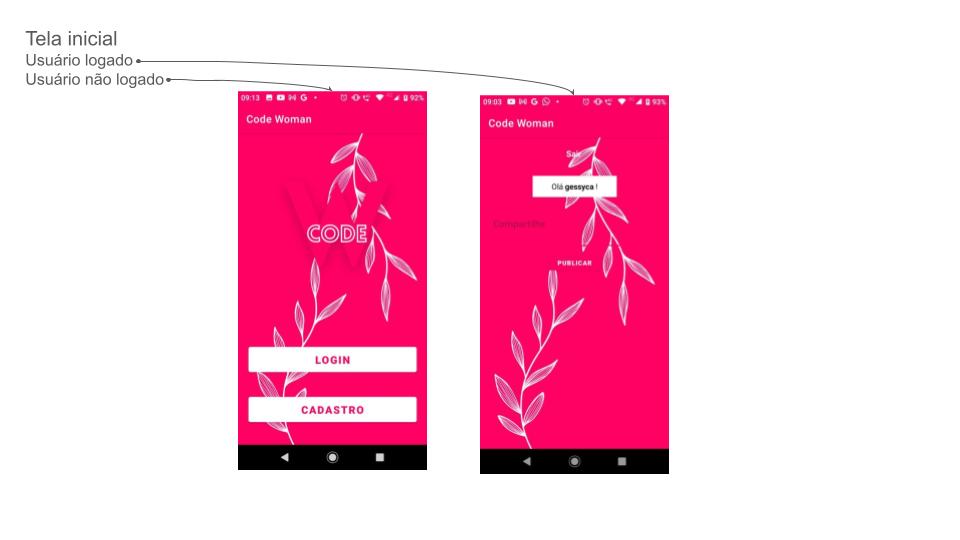 Tela inicial
Usuário logado
Usuário não logado
09:13 92%
Code Woman
W
CODE
LOGIN
CADASTRO
09:03 93%
Code Woman
Sair
Olá gessyca !
Compartilhe
PUBLICAR